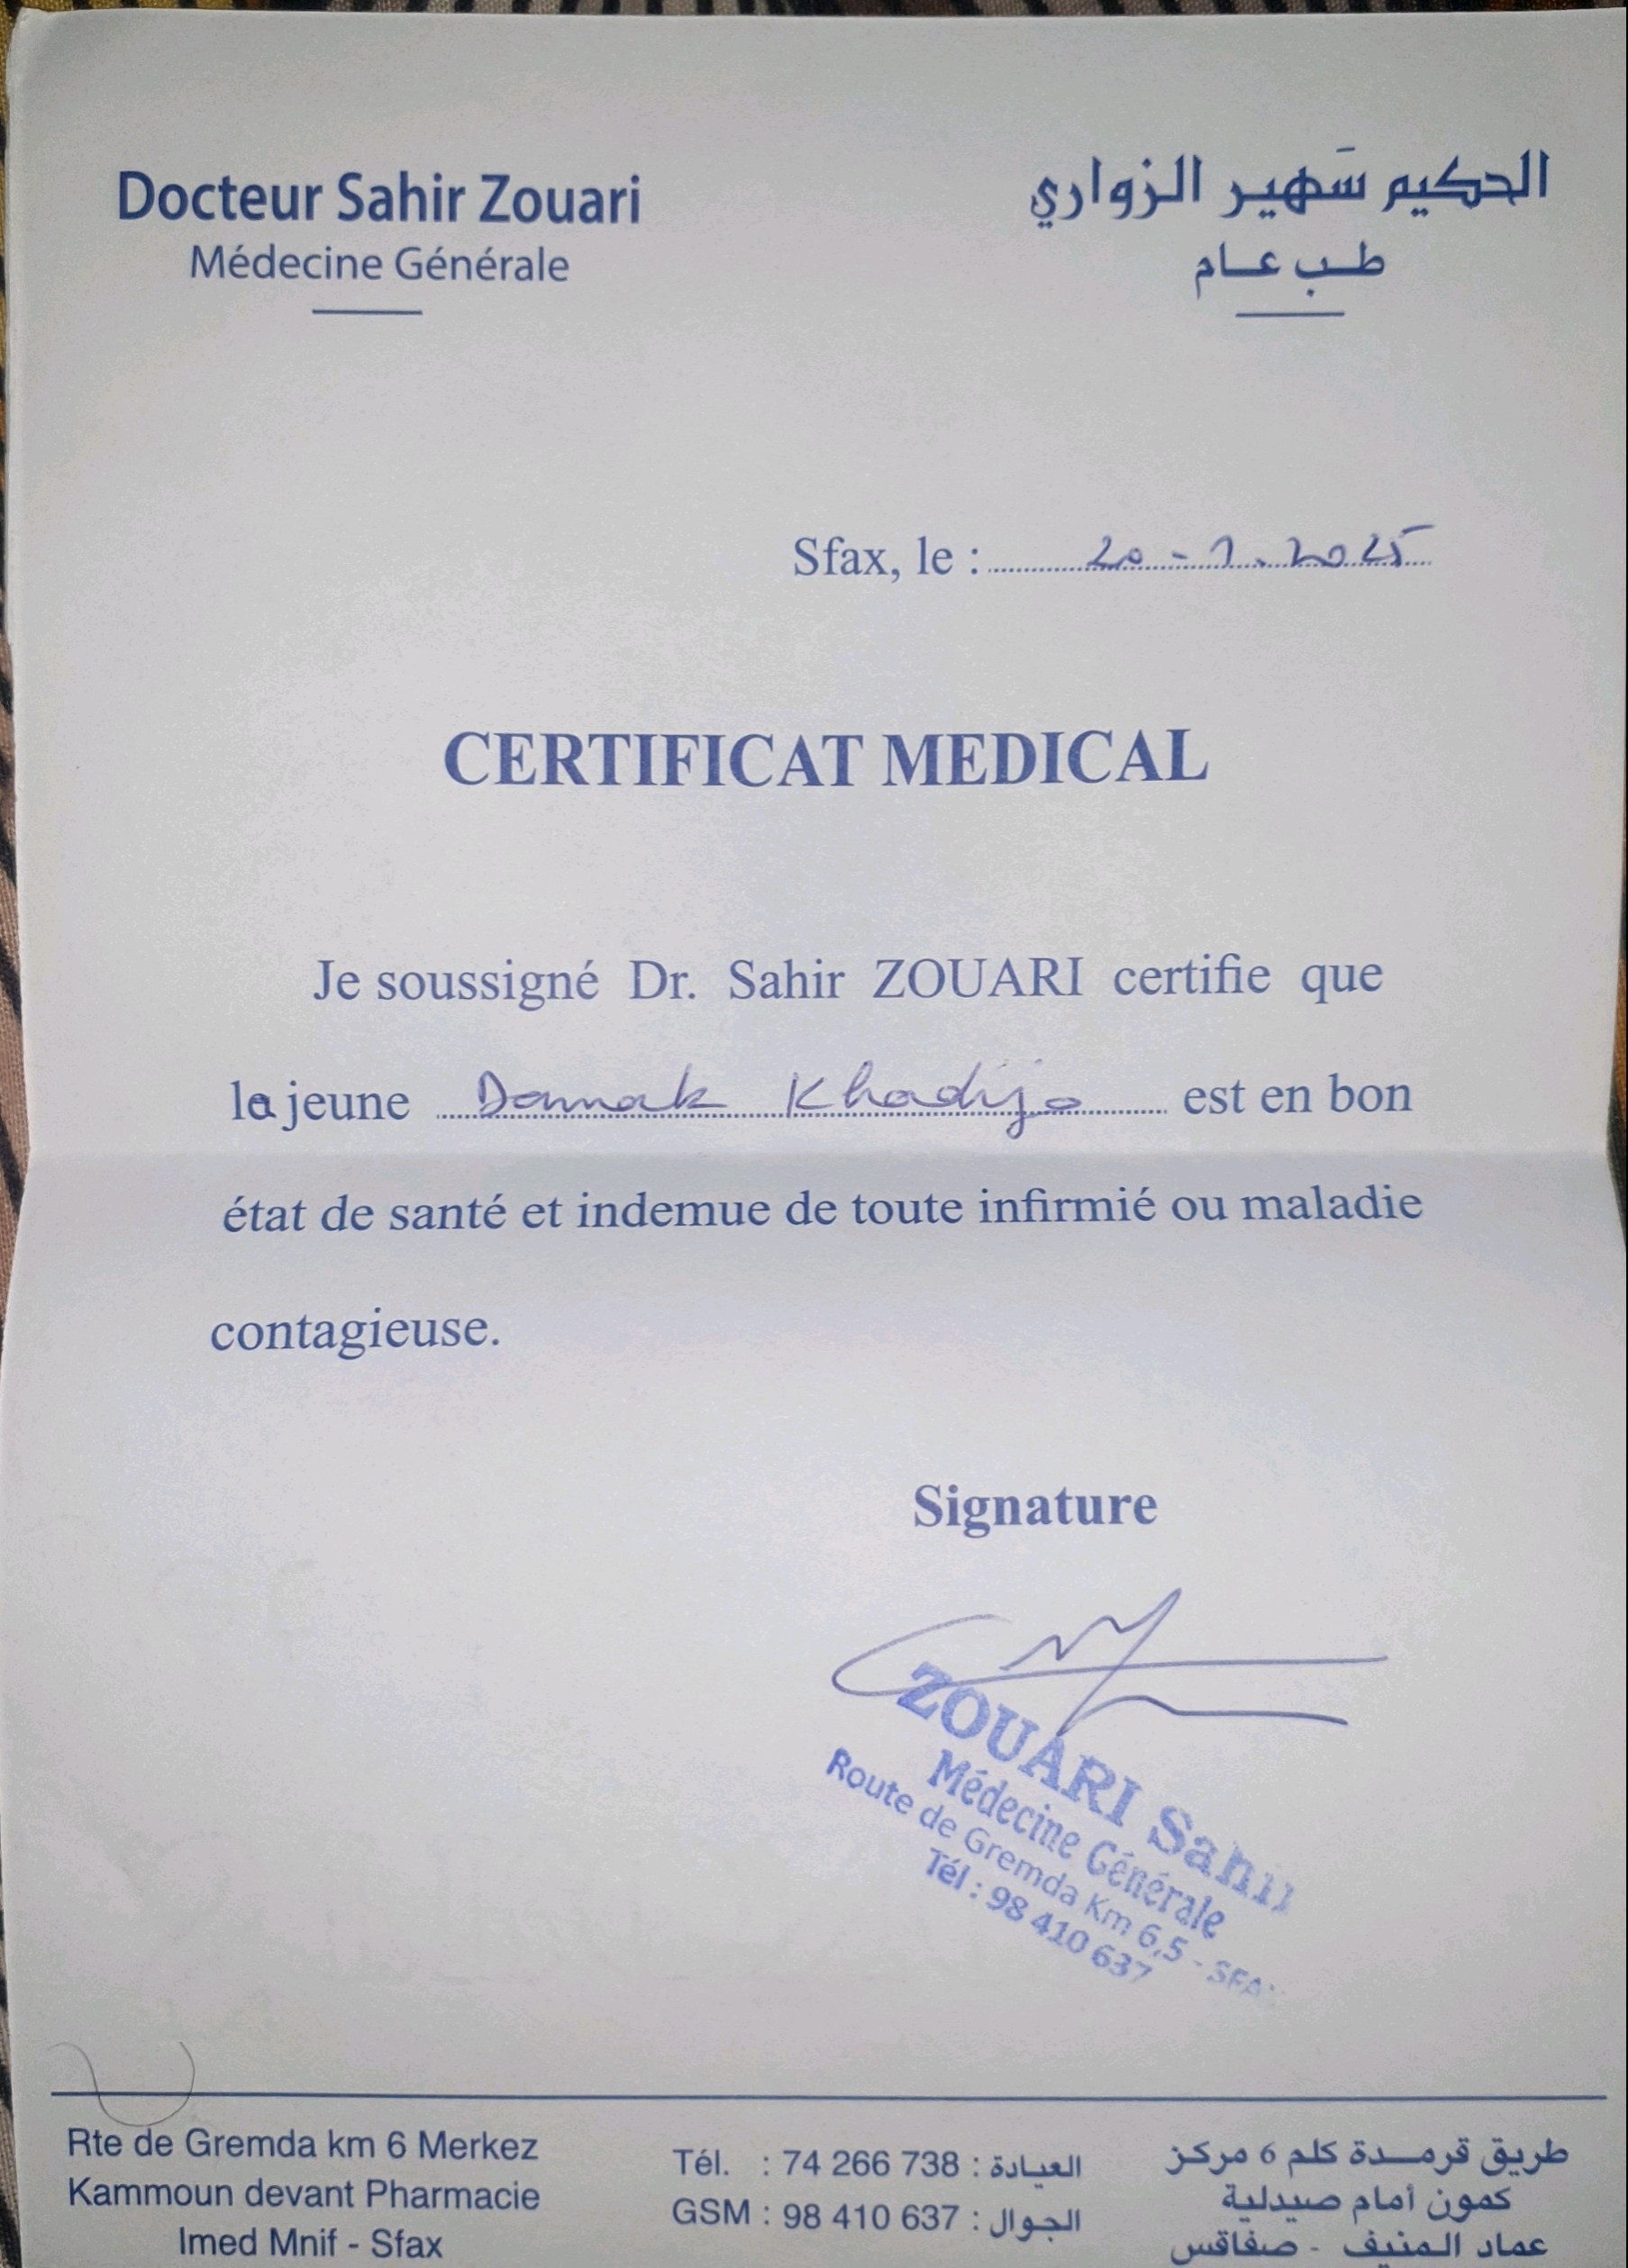 Docteur Sahir Zouari
Médecine Générale
الحكيم سَهير الزواري
طب عام
Sfax, le : 20 - 1. 2025
CERTIFICAT MEDICAL
Je soussigné Dr. Sahir ZOUARI certifie que
la jeune Damak Khadija est en bon
état de santé et indemue de toute infirmié ou maladie
contagieuse.
Signature
ZOUARI Sahir
Médecine Générale
Route de Gremda Km 6,5 - SFA
Tél : 98 410 637
Rte de Gremda km 6 Merkez
Kammoun devant Pharmacie
Imed Mnif - Sfax
Tél. : 74 266 738 : العيادة
GSM : 98 410 637 : الجوال
طريق قرمدة كلم 6 مركز
كمون أمام صيدلية
عماد المنيف - صفاقس